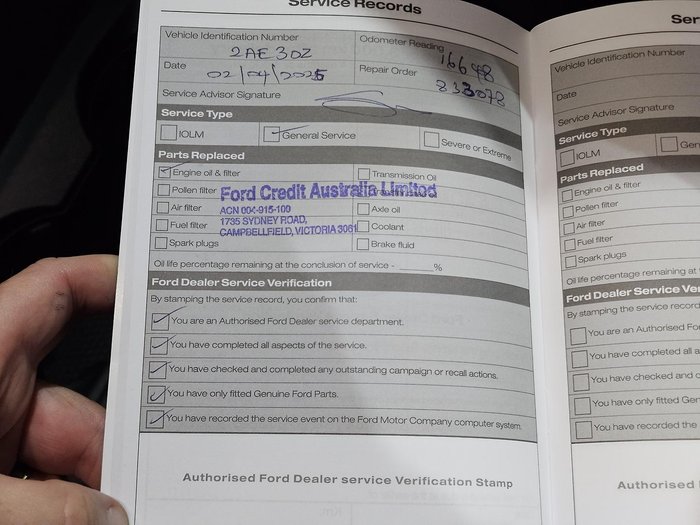 Service Records
Vehicle Identification Number
2AE30Z
Odometer Reading
16648
Date
02/04/2025
Repair Order
833078
Service Advisor Signature
Service Type
IOLM
General Service
Severe or Extreme
Parts Replaced
Engine oil & filter
Transmission Oil
Pollen filter
Ford Credit Australia Limited
Air filter
ACN 004-915-100
Axle oil
1735 SYDNEY ROAD,
Fuel filter
CAMPBELLFIELD, VICTORIA 3061
Coolant
Spark plugs
Brake fluid
Oil life percentage remaining at the conclusion of service - ______%
Ford Dealer Service Verification
By stamping the service record, you confirm that:
You are an Authorised Ford Dealer service department.
You have completed all aspects of the service.
You have checked and completed any outstanding campaign or recall actions.
You have only fitted Genuine Ford Parts.
You have recorded the service event on the Ford Motor Company computer system.
Authorised Ford Dealer service Verification Stamp
Ser
Vehicle Identification Number
Date
Service Advisor Signature
Service Type
IOLM
Gen
Parts Replaced
Engine oil & filter
Pollen filter
Air filter
Fuel filter
Spark plugs
Oil life percentage remaining at
Ford Dealer Service Ver
By stamping the service record
You are an Authorised Fo
You have completed all a
You have checked and c
You have only fitted Gen
You have recorded the
Authorised